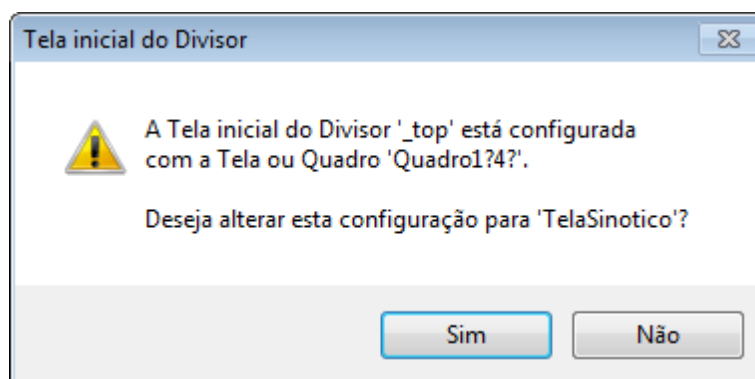 Tela inicial do Divisor
A Tela inicial do Divisor '_top' está configurada
com a Tela ou Quadro 'Quadro1?4?'.
Deseja alterar esta configuração para 'TelaSinotico'?
Sim
Não